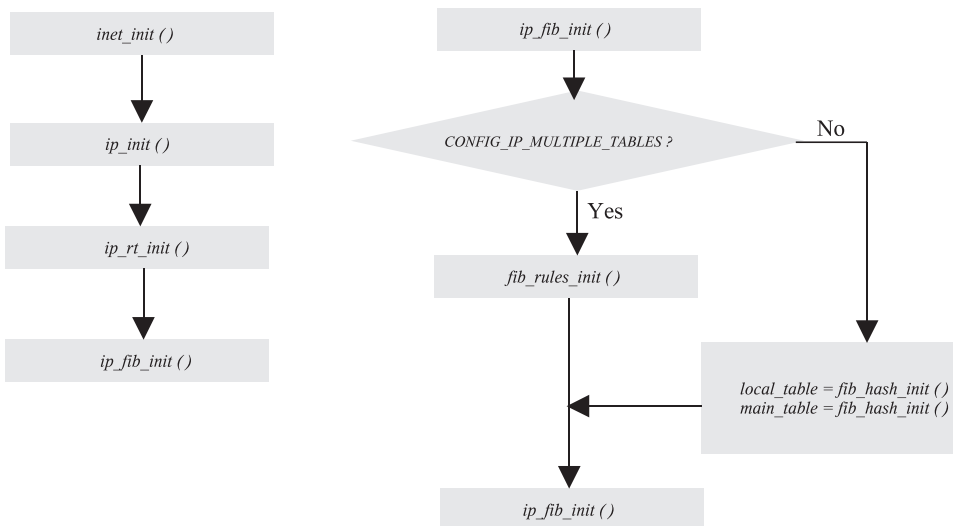 inet_init ( )
ip_init ( )
ip_rt_init ( )
ip_fib_init ( )
ip_fib_init ( )
CONFIG_IP_MULTIPLE_TABLES ?
No
Yes
fib_rules_init ( )
local_table = fib_hash_init ( )
main_table = fib_hash_init ( )
ip_fib_init ( )